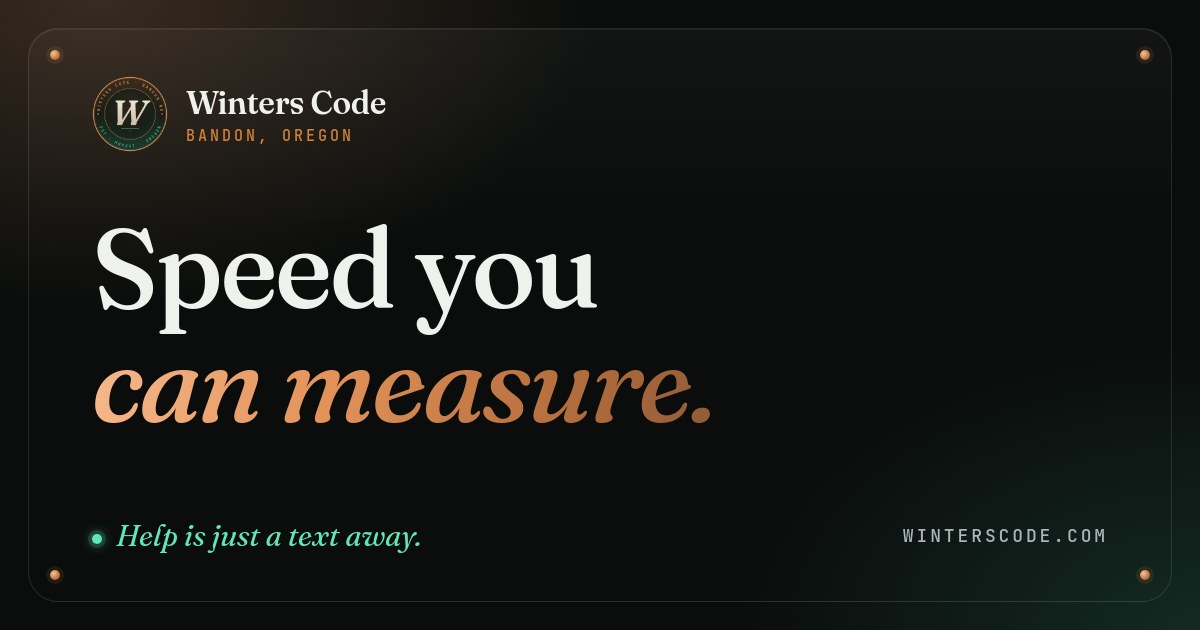 W
Winters Code
BANDON, OREGON
Speed you
can measure.
Help is just a text away.
WINTERSCODE.COM